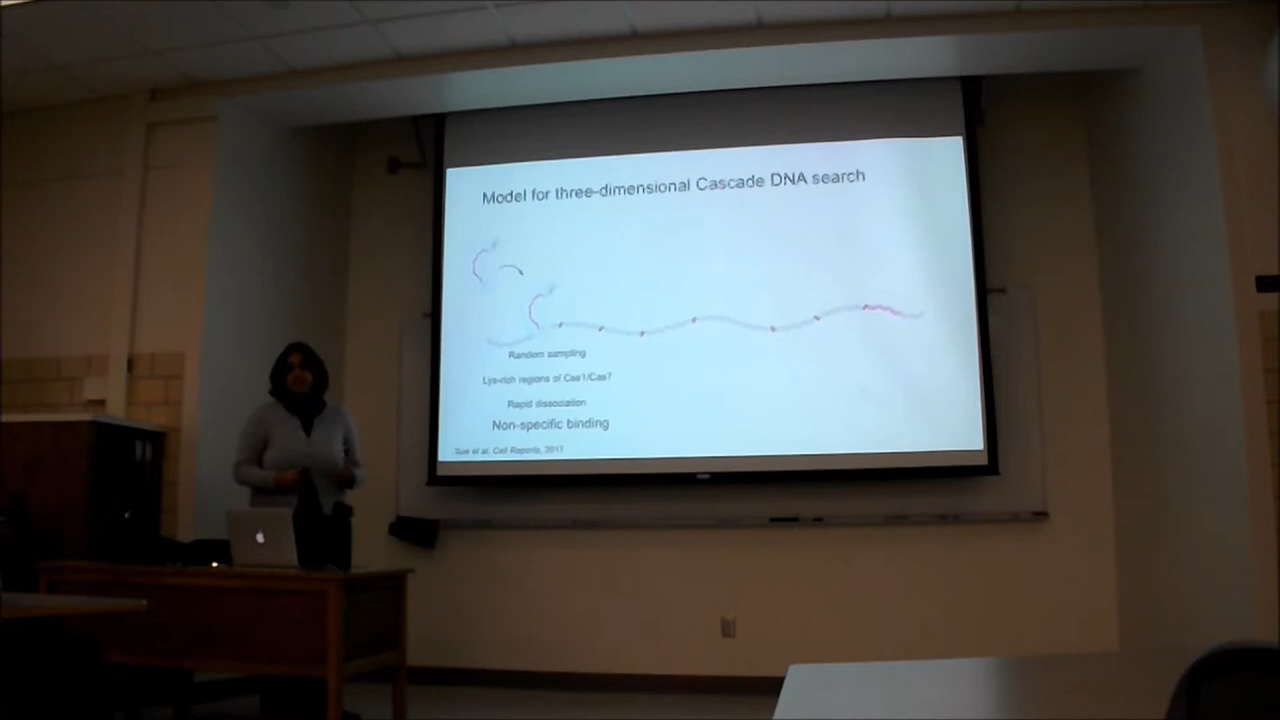 Model for three-dimensional Cascade DNA search
Random sampling
Lys-rich regions of Cse1/Cas7
Rapid dissociation
Non-specific binding
Xue et al. Cell Reports, 2017